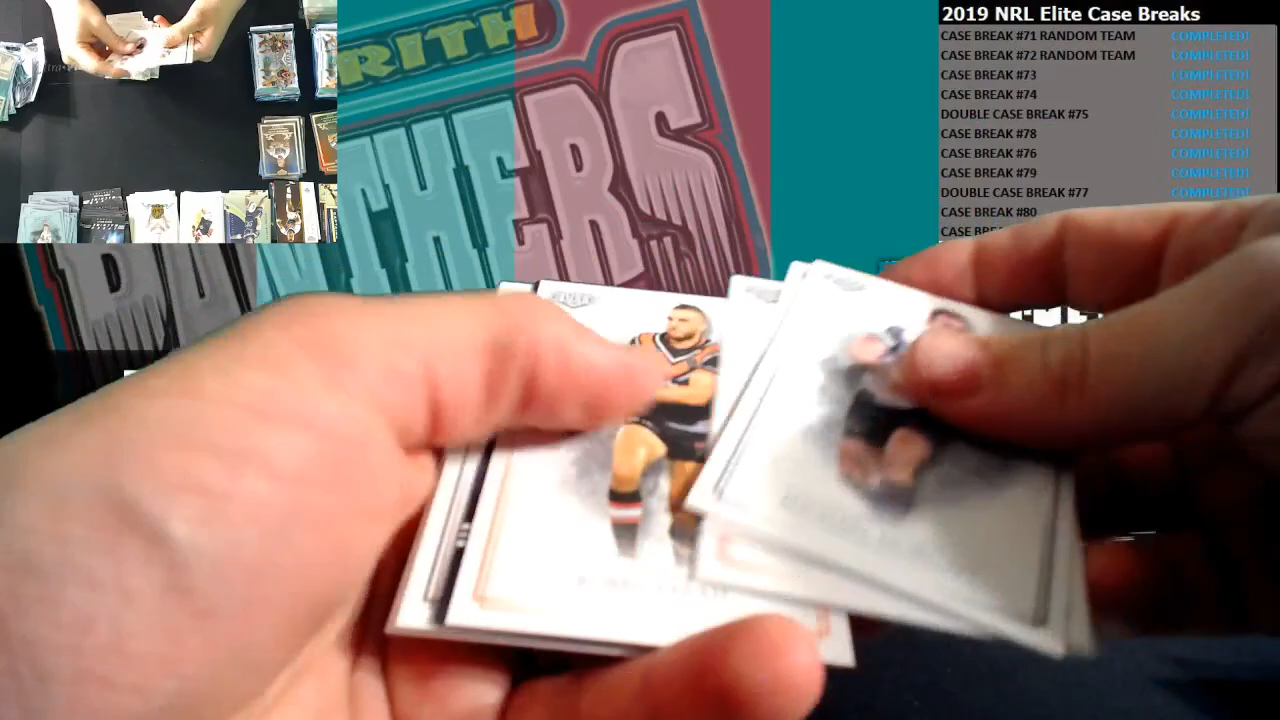 2019 NRL Elite Case Breaks
CASE BREAK #71 RANDOM TEAM COMPLETED!
CASE BREAK #72 RANDOM TEAM COMPLETED!
CASE BREAK #73 COMPLETED!
CASE BREAK #74 COMPLETED!
DOUBLE CASE BREAK #75 COMPLETED!
CASE BREAK #78 COMPLETED!
CASE BREAK #76 COMPLETED!
CASE BREAK #79 COMPLETED!
DOUBLE CASE BREAK #77 COMPLETED!
CASE BREAK #80
RITH
THERS